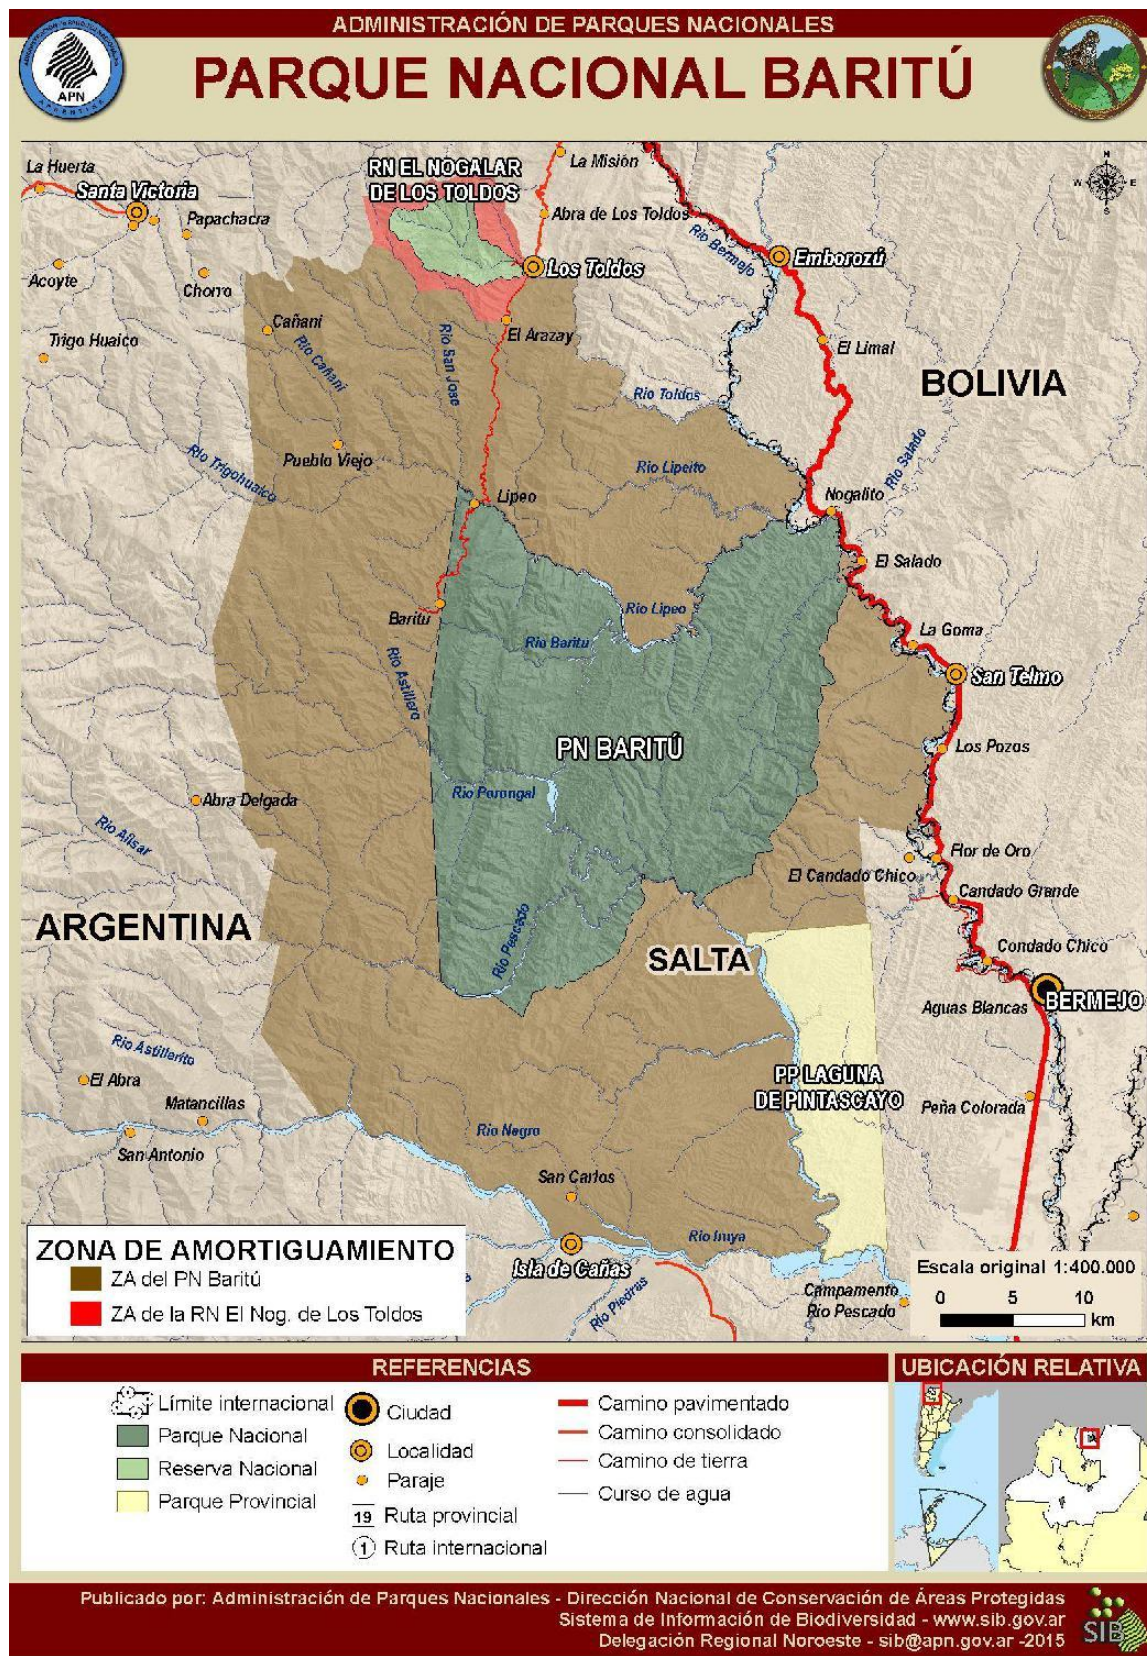 ADMINISTRACIÓN DE PARQUES NACIONALES
PARQUE NACIONAL BARITÚ
APN
ARGENTINA
La Huerta
Santa Victoria
RN EL NOGALAR
DE LOS TOLDOS
La Misión
N
W E
S
Papachacra
Abra de Los Toldos
Río Bermejo
Emborozú
Acoyte
Chorro
Los Toldos
Trigo Huaico
Cañani
Río Cañani
Río San José
El Arazay
El Limal
BOLIVIA
Río Toldos
Río Trigohuaico
Pueblo Viejo
Río Lipeito
Río Salado
Lipeo
Nogalito
El Salado
Baritú
Río Lipeo
Río Baritú
La Goma
Río Astillero
San Telmo
PN BARITÚ
Los Pozos
Río Porongal
Abra Delgada
Río Añsar
Flor de Oro
El Candado Chico
Candado Grande
ARGENTINA
Río Pescado
SALTA
Condado Chico
Aguas Blancas
BERMEJO
Río Astillerito
El Abra
PP LAGUNA
DE PINTASCAYO
Matancillas
Peña Colorada
San Antonio
Río Negro
San Carlos
Río Iruya
Isla de Cañas
Río Piedras
Campamento
Río Pescado
ZONA DE AMORTIGUAMIENTO
ZA del PN Baritú
ZA de la RN El Nog. de Los Toldos
Escala original 1:400.000
0 5 10
km
REFERENCIAS
Límite internacional
Parque Nacional
Reserva Nacional
Parque Provincial
Ciudad
Localidad
Paraje
19 Ruta provincial
1 Ruta internacional
Camino pavimentado
Camino consolidado
Camino de tierra
Curso de agua
UBICACIÓN RELATIVA
Publicado por: Administración de Parques Nacionales - Dirección Nacional de Conservación de Áreas Protegidas
Sistema de Información de Biodiversidad - www.sib.gov.ar
Delegación Regional Noroeste - sib@apn.gov.ar -2015
SIB